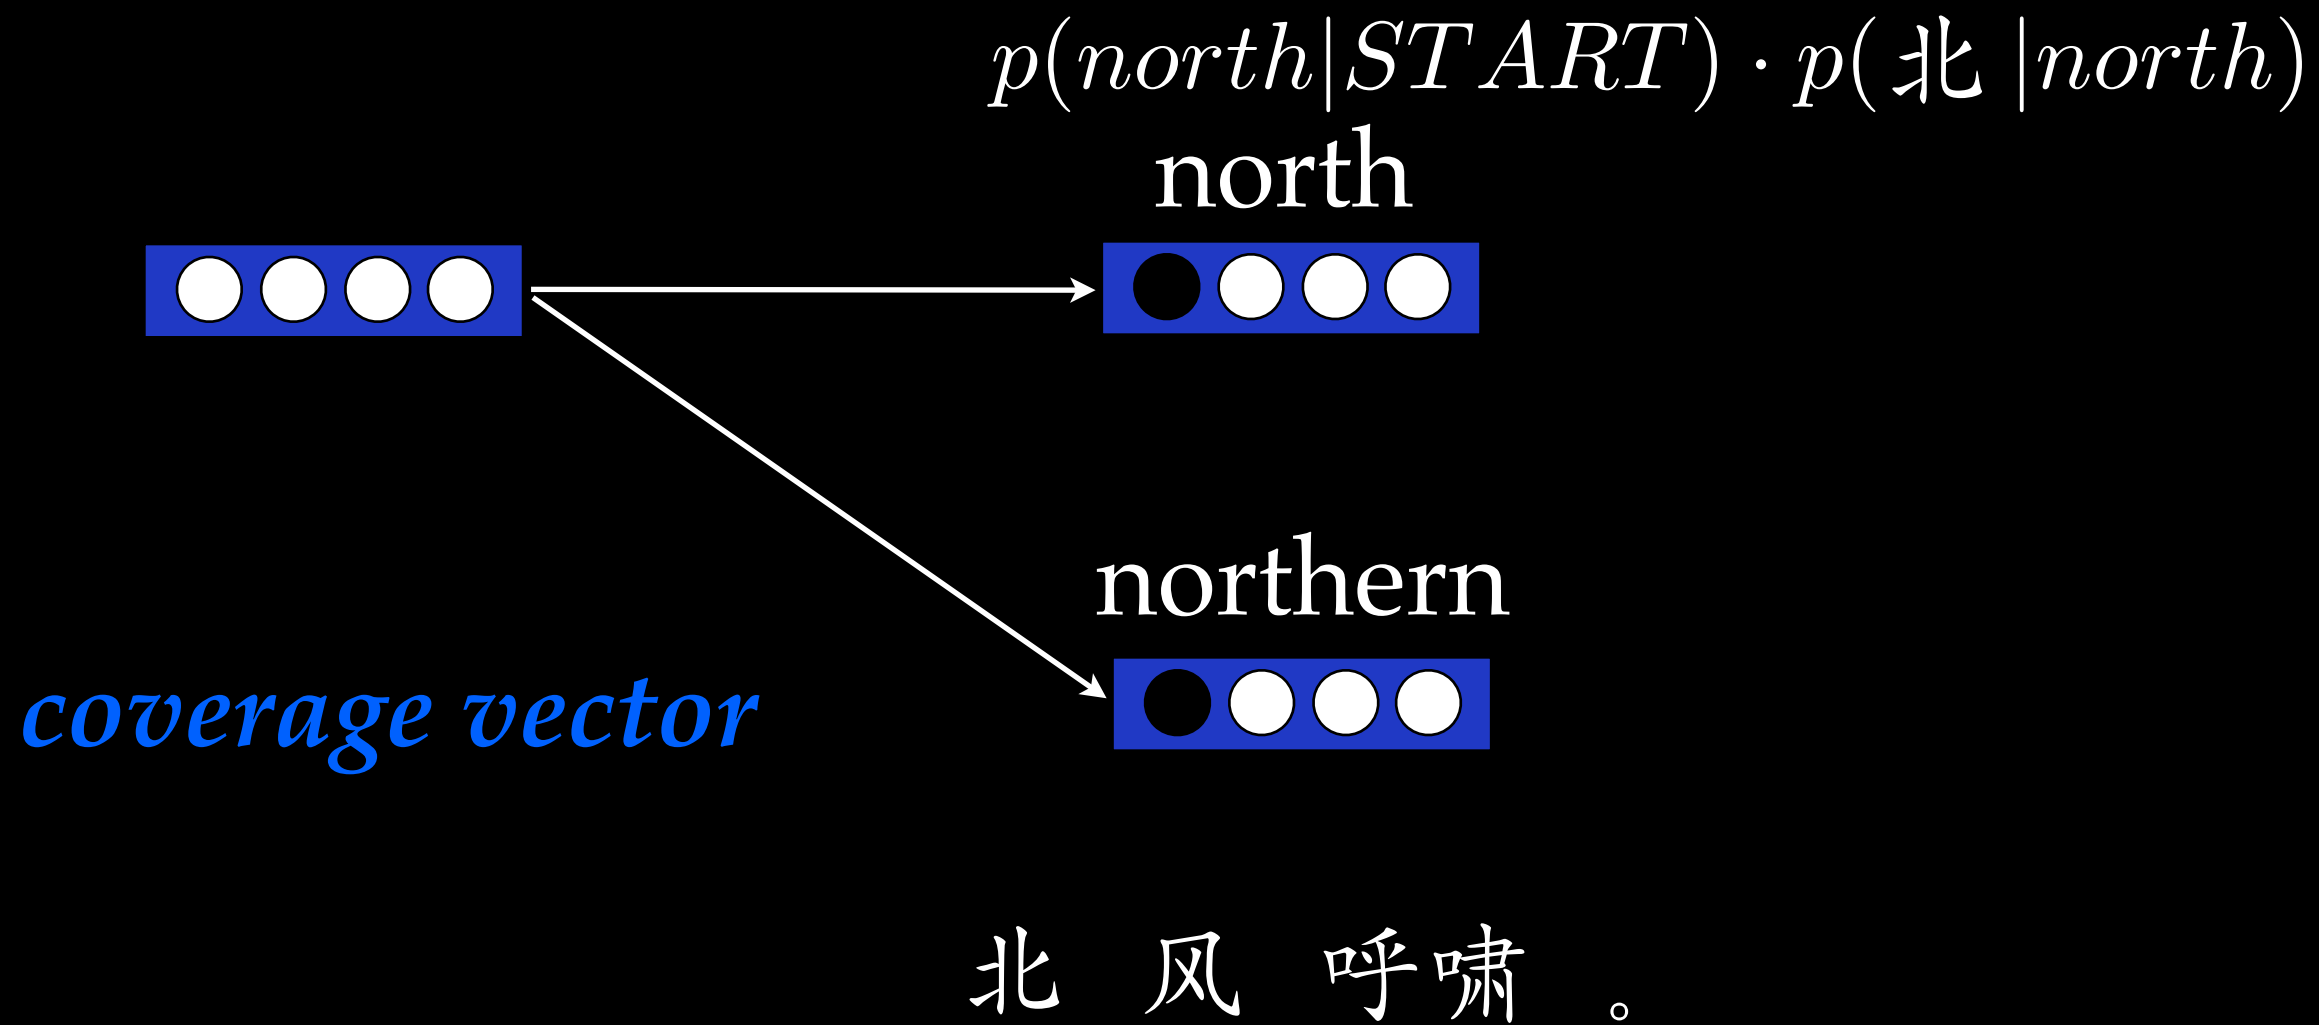 p(north|START) · p(北|north)
north
northern
coverage vector
北 风 呼啸 。